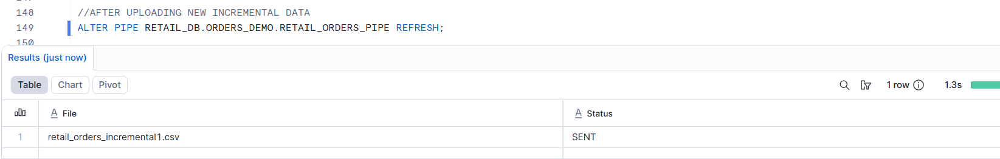 148 //AFTER UPLOADING NEW INCREMENTAL DATA
149 ALTER PIPE RETAIL_DB.ORDERS_DEMO.RETAIL_ORDERS_PIPE REFRESH;
150
Results (just now)
Table Chart Pivot 1 row 1.3s
A File A Status
1 retail_orders_incremental1.csv SENT